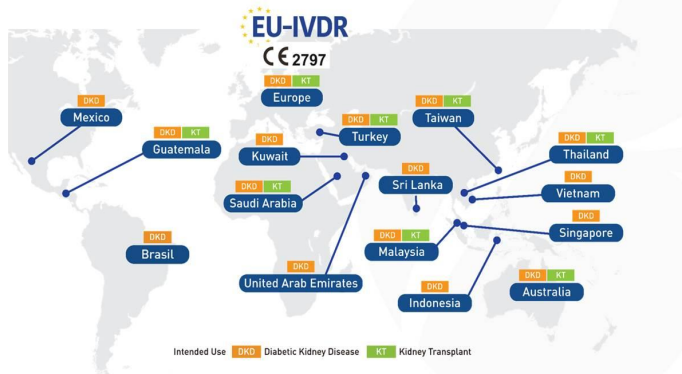 EU-IVDR
CE 2797
DKD KT
Europe
DKD
Mexico
DKD KT
Guatemala
DKD KT
Turkey
DKD KT
Taiwan
DKD
Kuwait
DKD KT
Thailand
DKD KT
Saudi Arabia
DKD
Sri Lanka
DKD
Vietnam
DKD
Brasil
DKD KT
Malaysia
DKD
Singapore
DKD
United Arab Emirates
DKD
Indonesia
DKD KT
Australia
Intended Use DKD Diabetic Kidney Disease KT Kidney Transplant